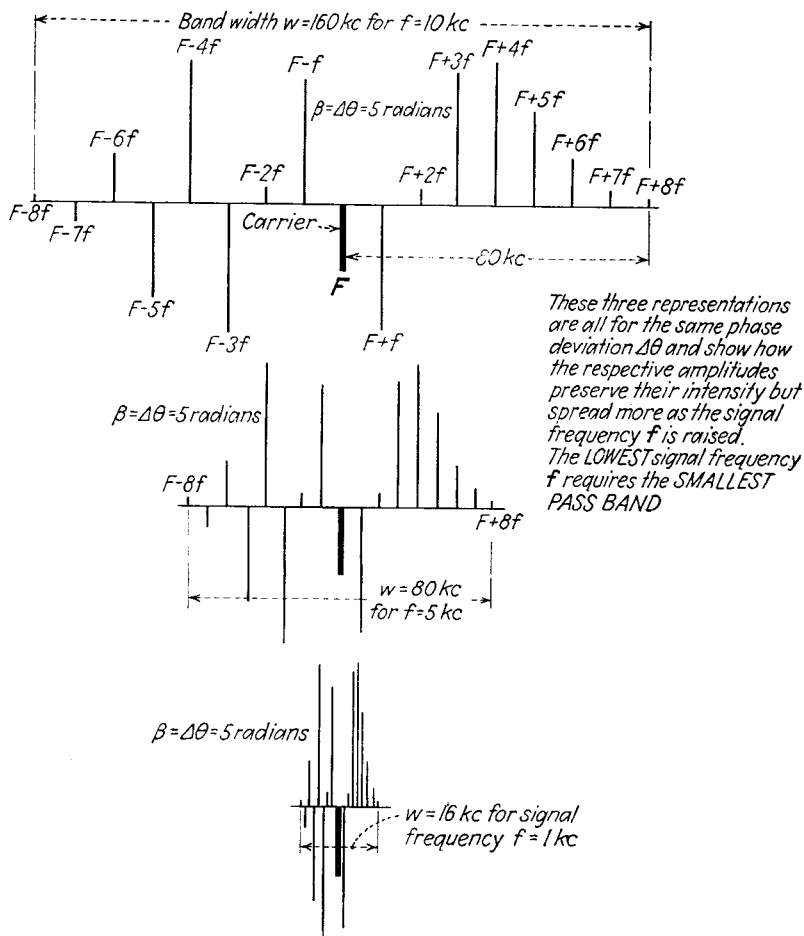 Band width w=160 kc for f=10 kc
F-4f
F-f
F+3f
F+4f
β=Δθ=5 radians
F+5f
F-6f
F+6f
F-2f
F+2f
F+7f
F+8f
F-8f
F-7f
Carrier
80 kc
F
F-5f
F-3f
F+f
These three representations
are all for the same phase
deviation Δθ and show how
the respective amplitudes
preserve their intensity but
spread more as the signal
frequency f is raised.
The LOWEST signal frequency
f requires the SMALLEST
PASS BAND
β=Δθ=5 radians
F-8f
F+8f
w=80 kc
for f=5 kc
β=Δθ=5 radians
w=16 kc for signal
frequency f=1 kc